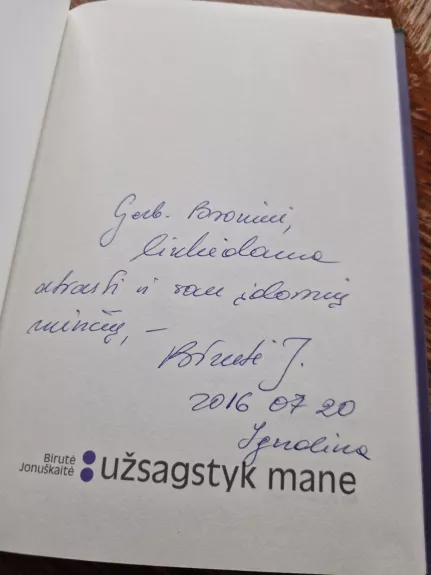 Gerb. Broniui,
linkėdama
atrasti ir sau įdomių
minčių, –
Birutė J.
2016 07 20
Ignalina
Birutė
Jonuškaitė
užsagstyk mane